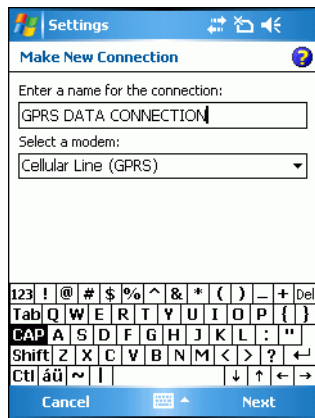 Settings
Make New Connection
?
Enter a name for the connection:
GPRS DATA CONNECTION
Select a modem:
Cellular Line (GPRS)
123 ! @ # $ % ^ & * ( ) _ + Del
Tab Q W E R T Y U I O P { }
CAP A S D F G H J K L : "
Shift Z X C V B N M < > ? ↵
Ctl áü ~ | ↓ ↑ ← →
Cancel Next